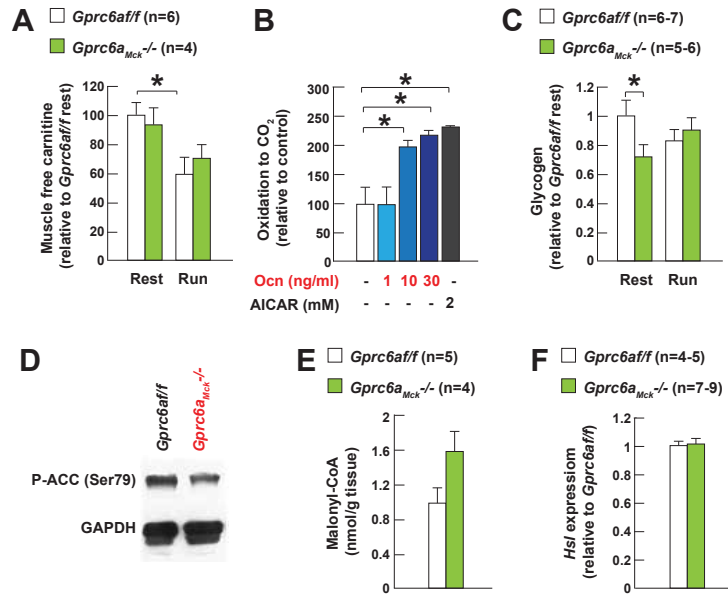 A
Gprc6af/f (n=6)
Gprc6aMck-/- (n=4)
*
Muscle free carnitine
(relative to Gprc6af/f rest)
120
100
80
60
40
20
0
Rest Run
B
*
*
*
Oxidation to CO2
(relative to control)
300
250
200
150
100
50
0
Ocn (ng/ml) - 1 10 30 -
AICAR (mM) - - - - 2
C
Gprc6af/f (n=6-7)
Gprc6aMck-/- (n=5-6)
*
Glycogen
(relative to Gprc6af/f rest)
1.2
1
0.8
0.6
0.4
0.2
0
Rest Run
D
Gprc6af/f
Gprc6aMck-/-
P-ACC (Ser79)
GAPDH
E
Gprc6af/f (n=5)
Gprc6aMck-/- (n=4)
Malonyl-CoA
(nmol/g tissue)
2
1.6
1.2
0.8
0.4
0
F
Gprc6af/f (n=4-5)
Gprc6aMck-/- (n=7-9)
Hsl expressiom
(relative to Gprc6af/f)
1.2
1
0.8
0.6
0.4
0.2
0